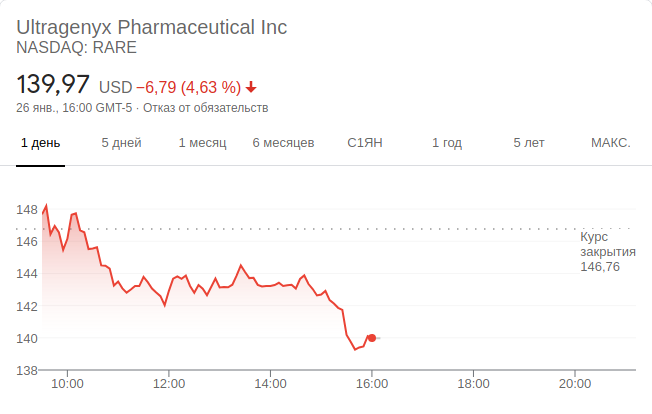 Ultragenyx Pharmaceutical Inc
NASDAQ: RARE
139,97 USD −6,79 (4,63 %)
26 янв., 16:00 GMT-5 · Отказ от обязательств
1 день 5 дней 1 месяц 6 месяцев С1ЯН 1 год 5 лет МАКС.
148
146
144
142
140
138
Курс
закрытия
146,76
10:00 12:00 14:00 16:00 18:00 20:00